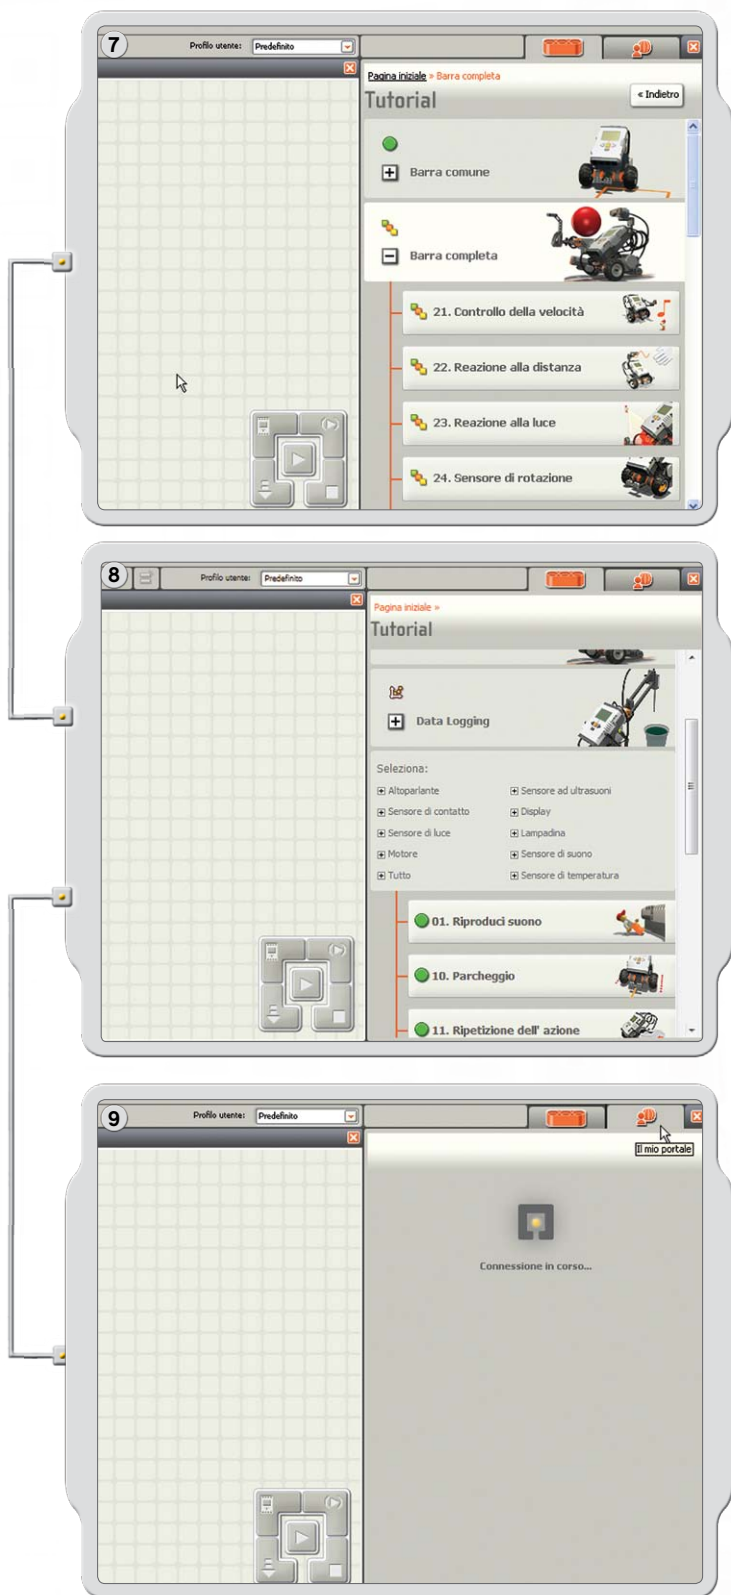 7
Profilo utente: Predefinito
Pagina iniziale » Barra completa
Tutorial
« Indietro
Barra comune
Barra completa
21. Controllo della velocità
22. Reazione alla distanza
23. Reazione alla luce
24. Sensore di rotazione
8
Profilo utente: Predefinito
Pagina iniziale »
Tutorial
Data Logging
Seleziona:
Altoparlante Sensore ad ultrasuoni
Sensore di contatto Display
Sensore di luce Lampadina
Motore Sensore di suono
Tutto Sensore di temperatura
01. Riproduci suono
10. Parcheggio
11. Ripetizione dell' azione
9
Profilo utente: Predefinito
Il mio portale
Connessione in corso...